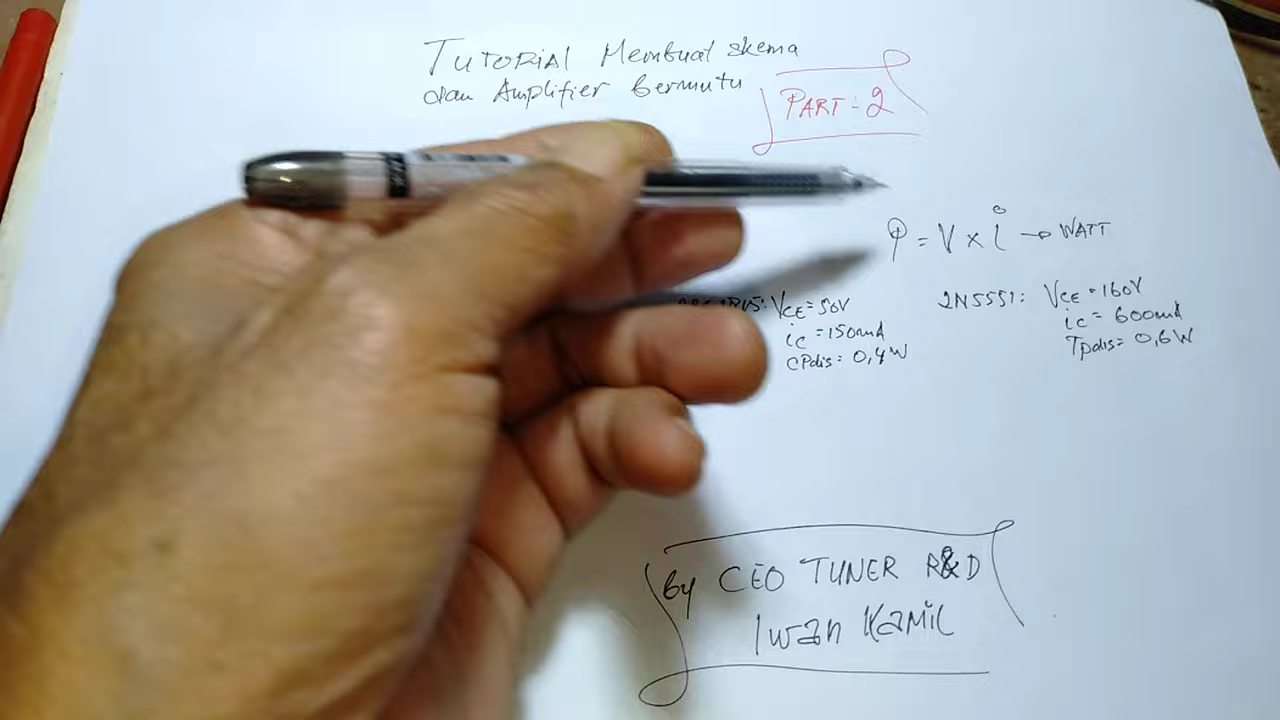 TUTORIAL Membuat skema
dan Amplifier Bermutu
PART-2
P = V x i → WATT
VCE = 50V
ic = 150mA
CPdis = 0,4W
2N5551: VCE = 160V
ic = 600mA
Tpdis = 0,6W
By CEO TUNER R&D
Iwan Kamil